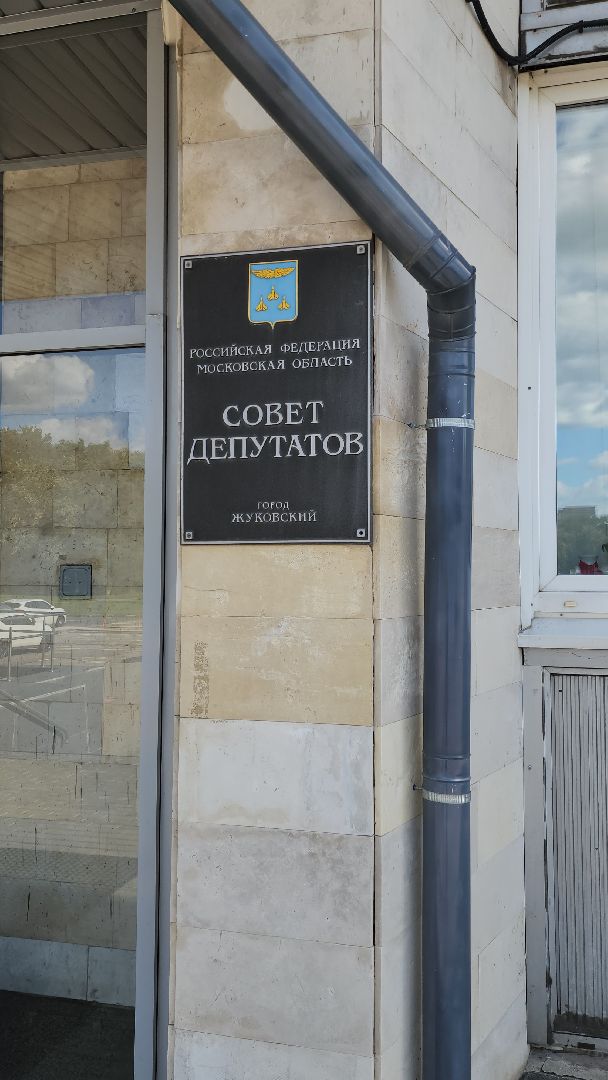 РОССИЙСКАЯ ФЕДЕРАЦИЯ
МОСКОВСКАЯ ОБЛАСТЬ
СОВЕТ
ДЕПУТАТОВ
ГОРОД
ЖУКОВСКИЙ